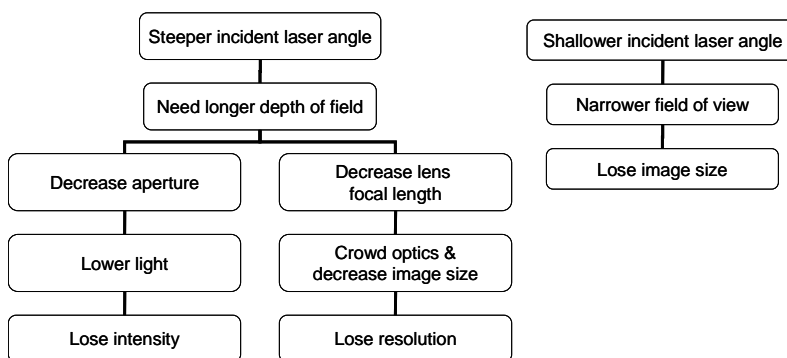 Steeper incident laser angle
Need longer depth of field
Decrease aperture
Lower light
Lose intensity
Decrease lens
focal length
Crowd optics &
decrease image size
Lose resolution
Shallower incident laser angle
Narrower field of view
Lose image size